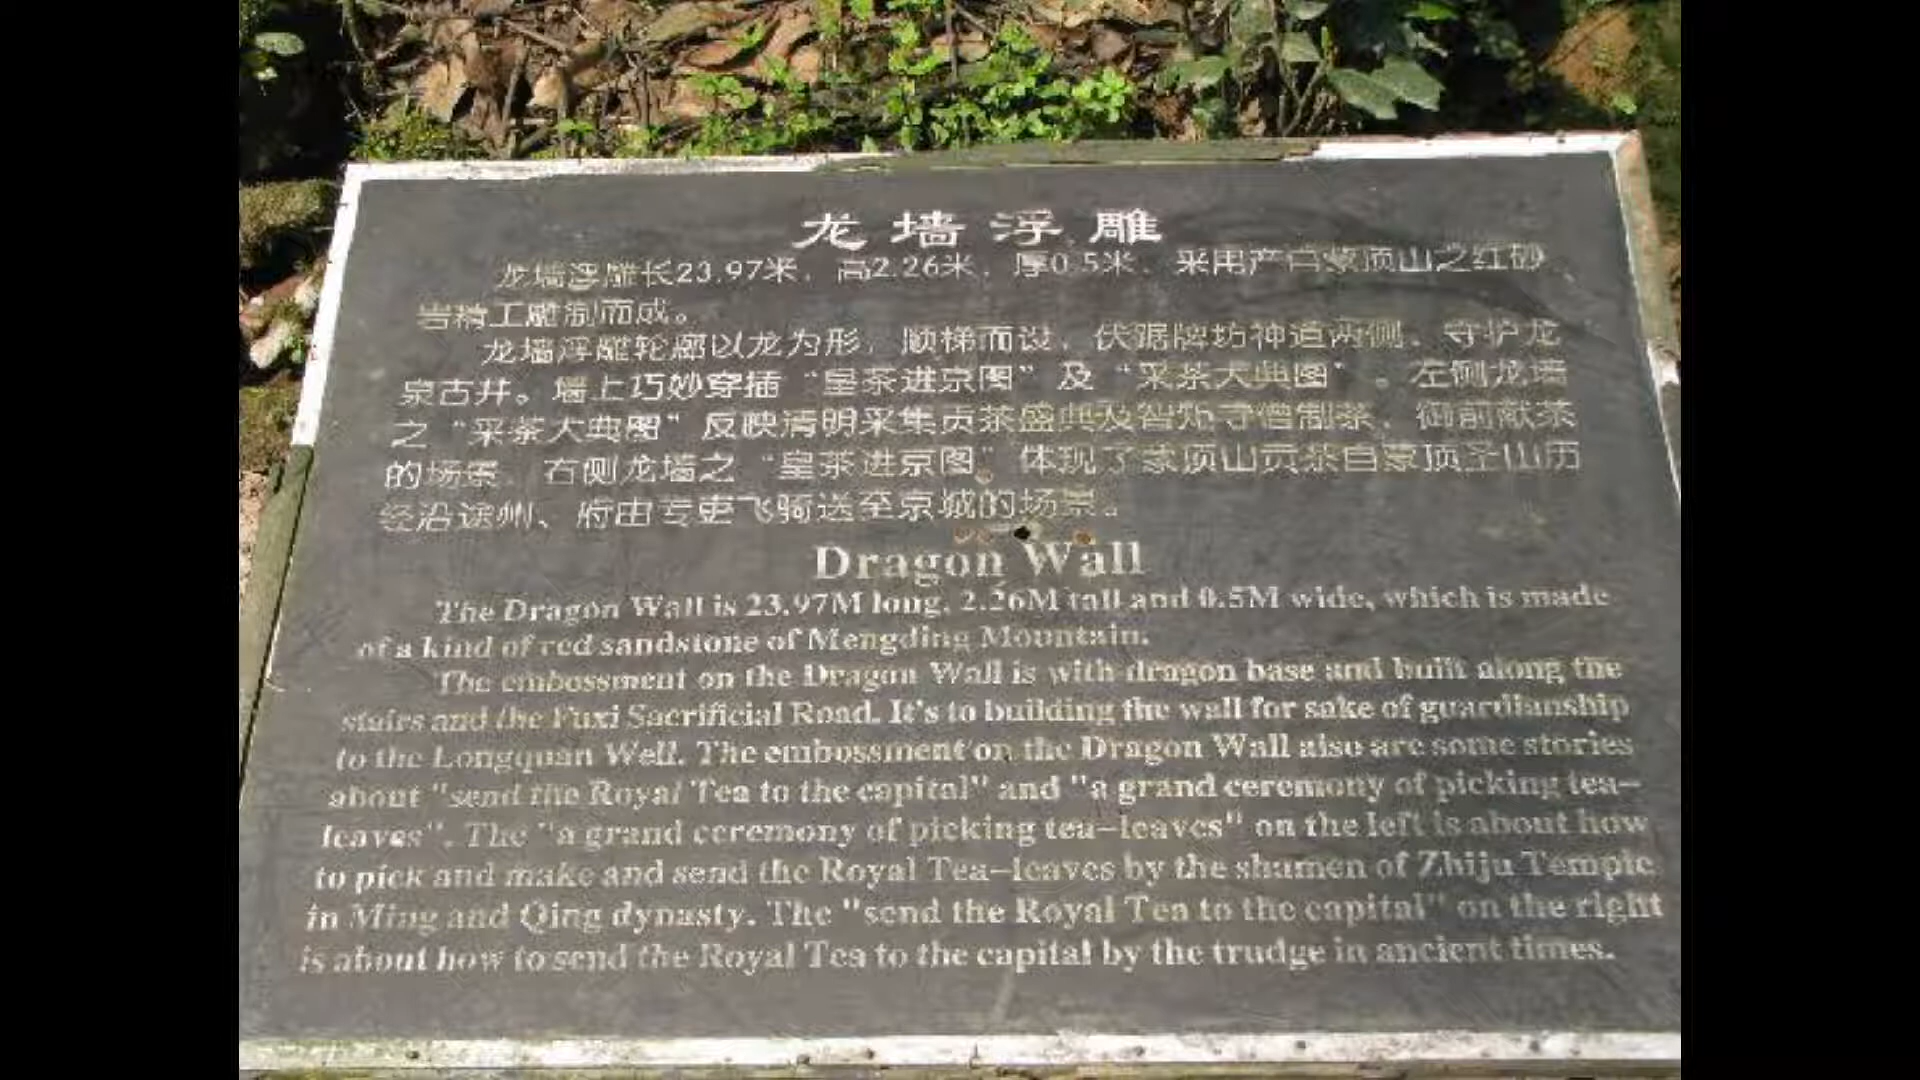 龙墙浮雕
龙墙浮雕长23.97米，高2.26米，厚0.5米，采用产自蒙顶山之红砂
岩精工雕制而成。
龙墙浮雕轮廓以龙为形，顺梯而设，伏踞牌坊神道两侧，守护龙
泉古井。墙上巧妙穿插“皇茶进京图”及“采茶大典图”。左侧龙墙
之“采茶大典图”反映清明采集贡茶盛典及智矩寺僧制茶，御前献茶
的场景，右侧龙墙之“皇茶进京图”体现了蒙顶山贡茶自蒙顶圣山历
经沿途州、府由专吏飞骑送至京城的场景。
Dragon Wall
The Dragon Wall is 23.97M long, 2.26M tall and 0.5M wide, which is made
of a kind of red sandstone of Mengding Mountain.
The embossment on the Dragon Wall is with dragon base and built along the
stairs and the Fuxi Sacrificial Road. It's to building the wall for sake of guardianship
to the Longquan Well. The embossment on the Dragon Wall also are some stories
about "send the Royal Tea to the capital" and "a grand ceremony of picking tea-
leaves". The "a grand ceremony of picking tea-leaves" on the left is about how
to pick and make and send the Royal Tea-leaves by the shamen of Zhiju Temple
in Ming and Qing dynasty. The "send the Royal Tea to the capital" on the right
is about how to send the Royal Tea to the capital by the trudge in ancient times.